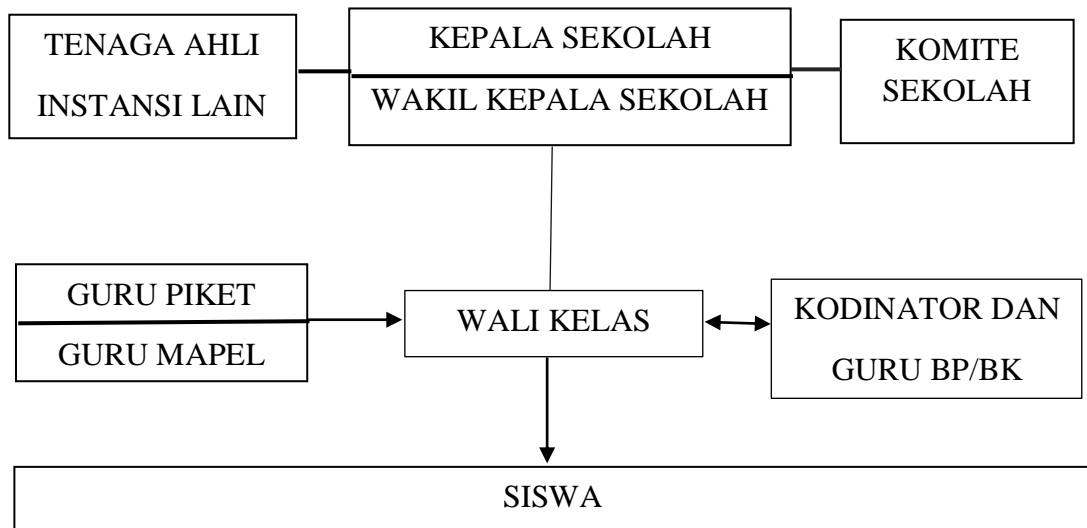 TENAGA AHLI
INSTANSI LAIN
KEPALA SEKOLAH
WAKIL KEPALA SEKOLAH
KOMITE
SEKOLAH
GURU PIKET
GURU MAPEL
WALI KELAS
KODINATOR DAN
GURU BP/BK
SISWA